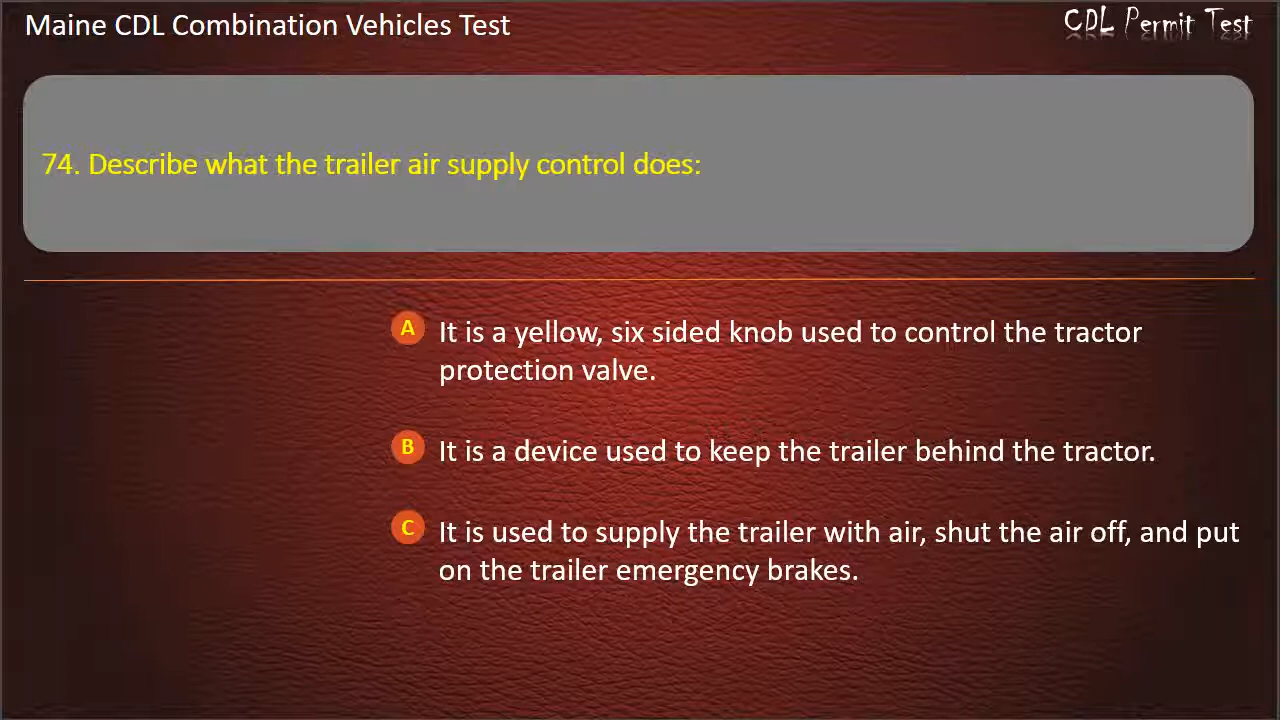 Maine CDL Combination Vehicles Test
CDL Permit Test
74. Describe what the trailer air supply control does:
A It is a yellow, six sided knob used to control the tractor
protection valve.
B It is a device used to keep the trailer behind the tractor.
C It is used to supply the trailer with air, shut the air off, and put
on the trailer emergency brakes.